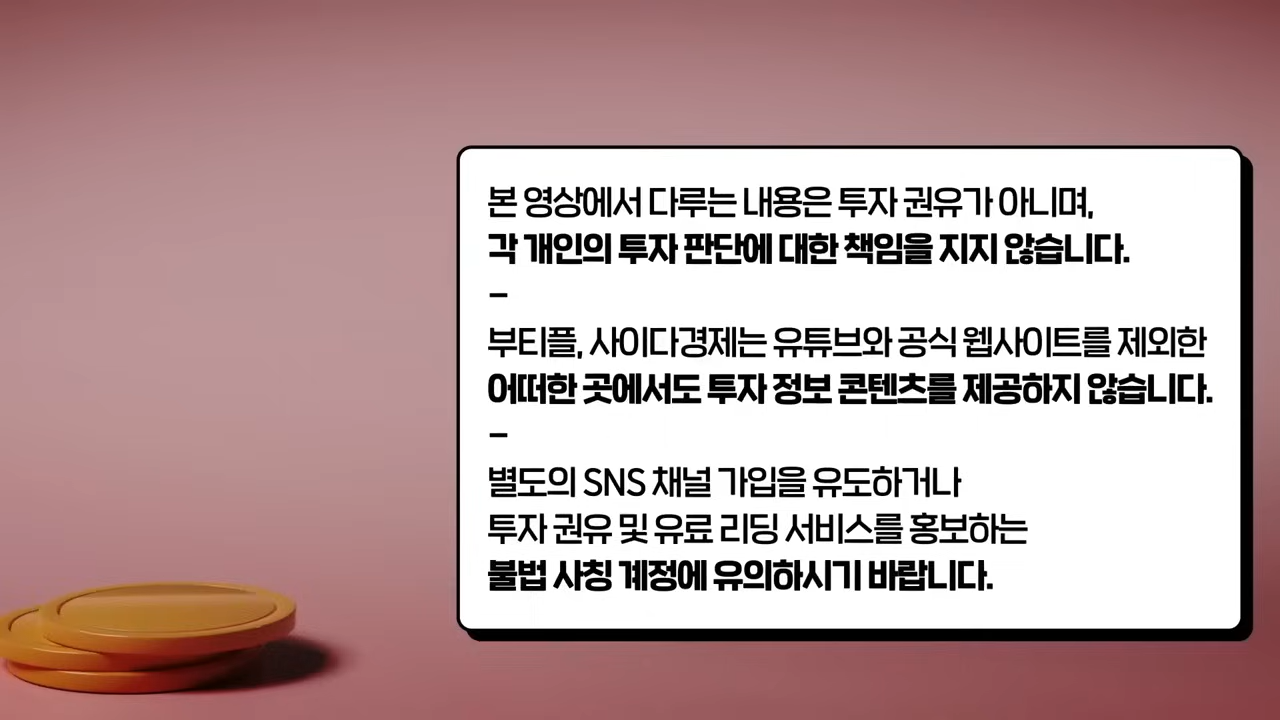 본 영상에서 다루는 내용은 투자 권유가 아니며,
각 개인의 투자 판단에 대한 책임을 지지 않습니다.
–
부티플, 사이다경제는 유튜브와 공식 웹사이트를 제외한
어떠한 곳에서도 투자 정보 콘텐츠를 제공하지 않습니다.
–
별도의 SNS 채널 가입을 유도하거나
투자 권유 및 유료 리딩 서비스를 홍보하는
불법 사칭 계정에 유의하시기 바랍니다.